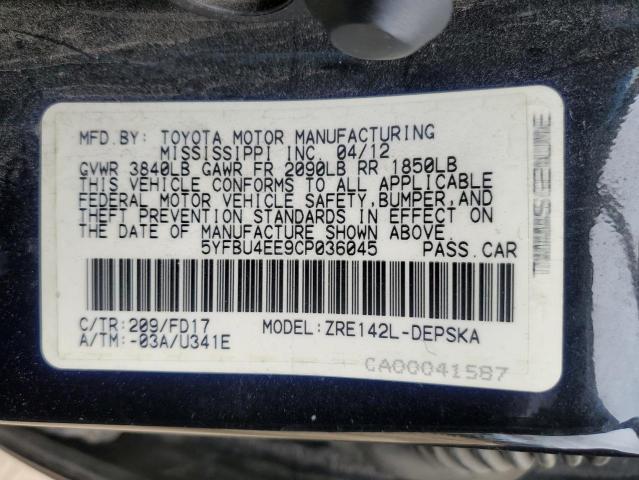 MFD.BY: TOYOTA MOTOR MANUFACTURING
MISSISSIPPI INC. 04/12
GVWR 3840LB GAWR FR 2090LB RR 1850LB
THIS VEHICLE CONFORMS TO ALL APPLICABLE
FEDERAL MOTOR VEHICLE SAFETY,BUMPER,AND
THEFT PREVENTION STANDARDS IN EFFECT ON
THE DATE OF MANUFACTURE SHOWN ABOVE.
5YFBU4EE9CP036045 PASS.CAR
C/TR:209/FD17 MODEL:ZRE142L-DEPSKA
A/TM:-03A/U341E
CA00041587